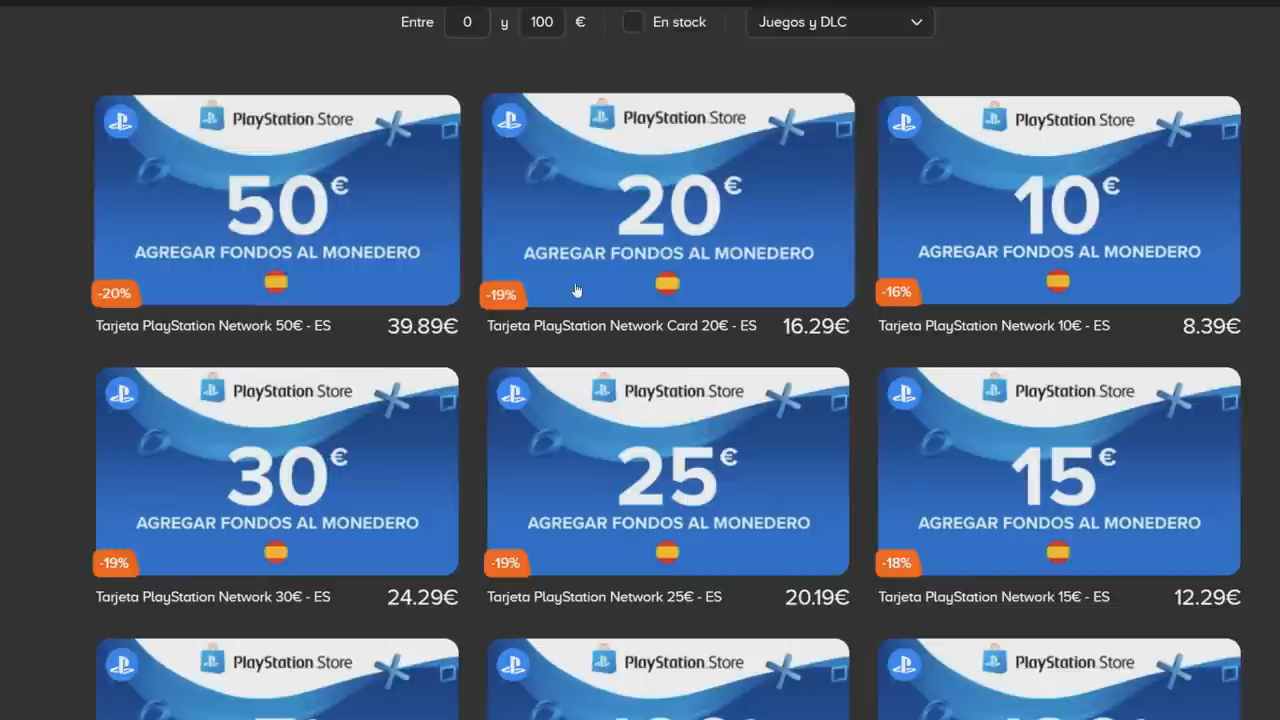 Entre 0 y 100 € En stock Juegos y DLC
PlayStation Store
50€
AGREGAR FONDOS AL MONEDERO
-20%
Tarjeta PlayStation Network 50€ - ES 39.89€
PlayStation Store
20€
AGREGAR FONDOS AL MONEDERO
-19%
Tarjeta PlayStation Network Card 20€ - ES 16.29€
PlayStation Store
10€
AGREGAR FONDOS AL MONEDERO
-16%
Tarjeta PlayStation Network 10€ - ES 8.39€
PlayStation Store
30€
AGREGAR FONDOS AL MONEDERO
-19%
Tarjeta PlayStation Network 30€ - ES 24.29€
PlayStation Store
25€
AGREGAR FONDOS AL MONEDERO
-19%
Tarjeta PlayStation Network 25€ - ES 20.19€
PlayStation Store
15€
AGREGAR FONDOS AL MONEDERO
-18%
Tarjeta PlayStation Network 15€ - ES 12.29€
PlayStation Store
PlayStation Store
PlayStation Store